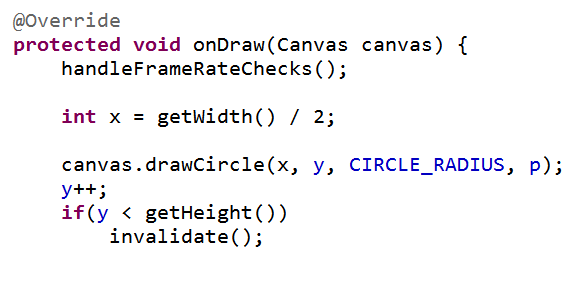 @Override
protected void onDraw(Canvas canvas) {
    handleFrameRateChecks();

    int x = getWidth() / 2;

    canvas.drawCircle(x, y, CIRCLE_RADIUS, p);
    y++;
    if(y < getHeight())
        invalidate();